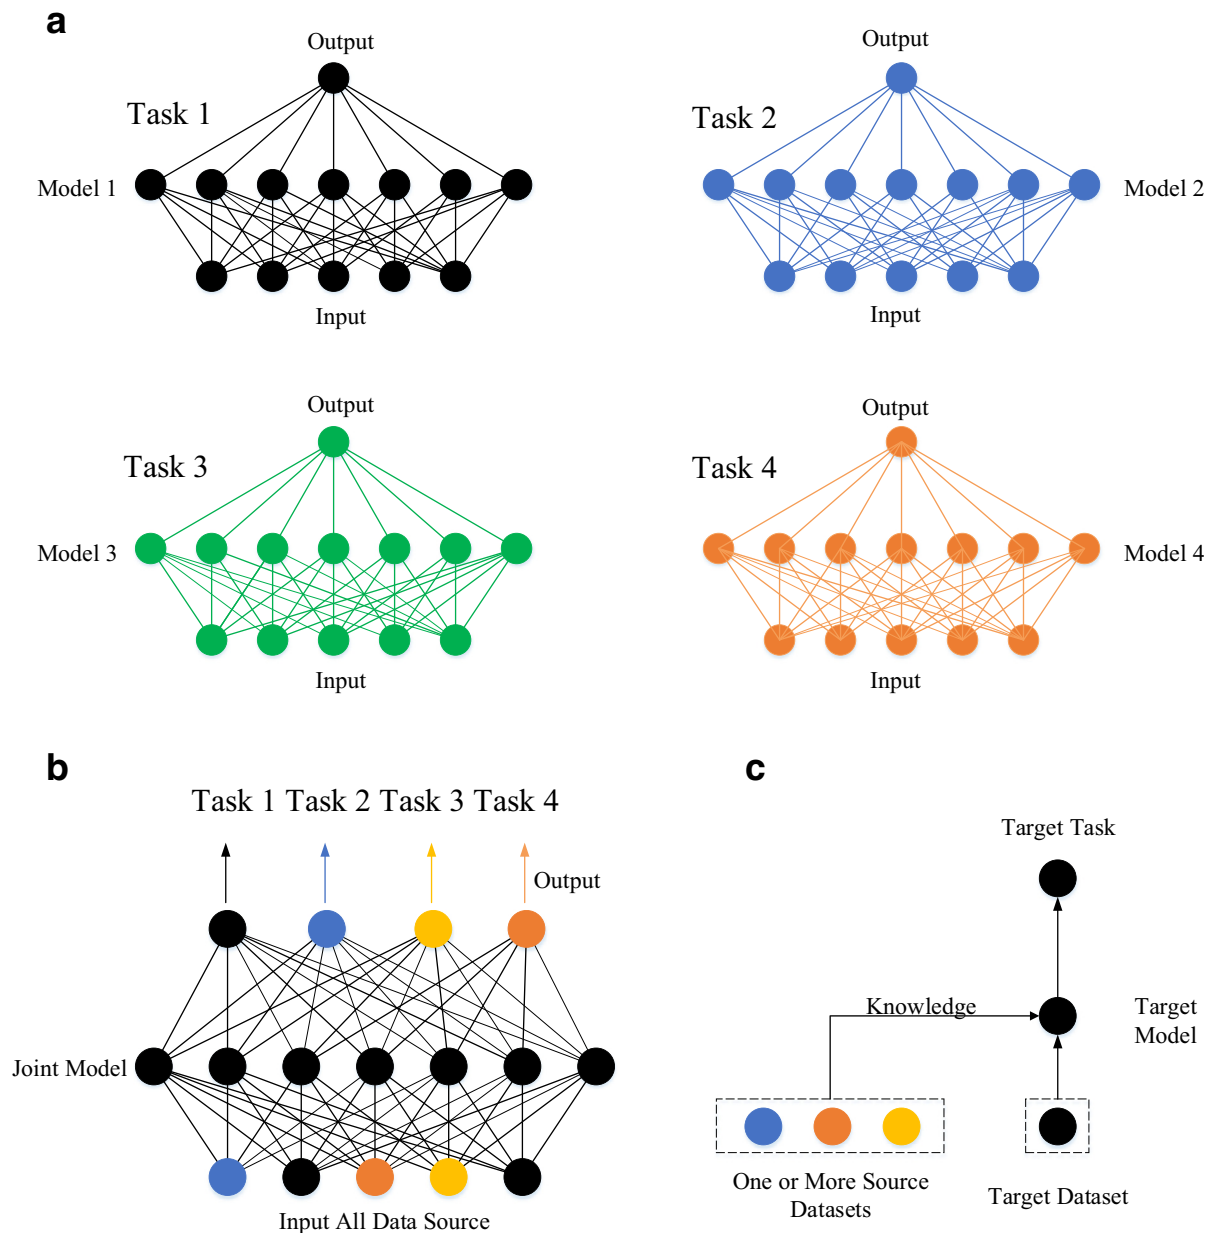 a
Output
Task 1
Model 1
Input
Output
Task 2
Model 2
Input
Output
Task 3
Model 3
Input
Output
Task 4
Model 4
Input
b
Task 1 Task 2 Task 3 Task 4
Output
Joint Model
Input All Data Source
c
Target Task
Knowledge
Target
Model
One or More Source
Datasets
Target Dataset